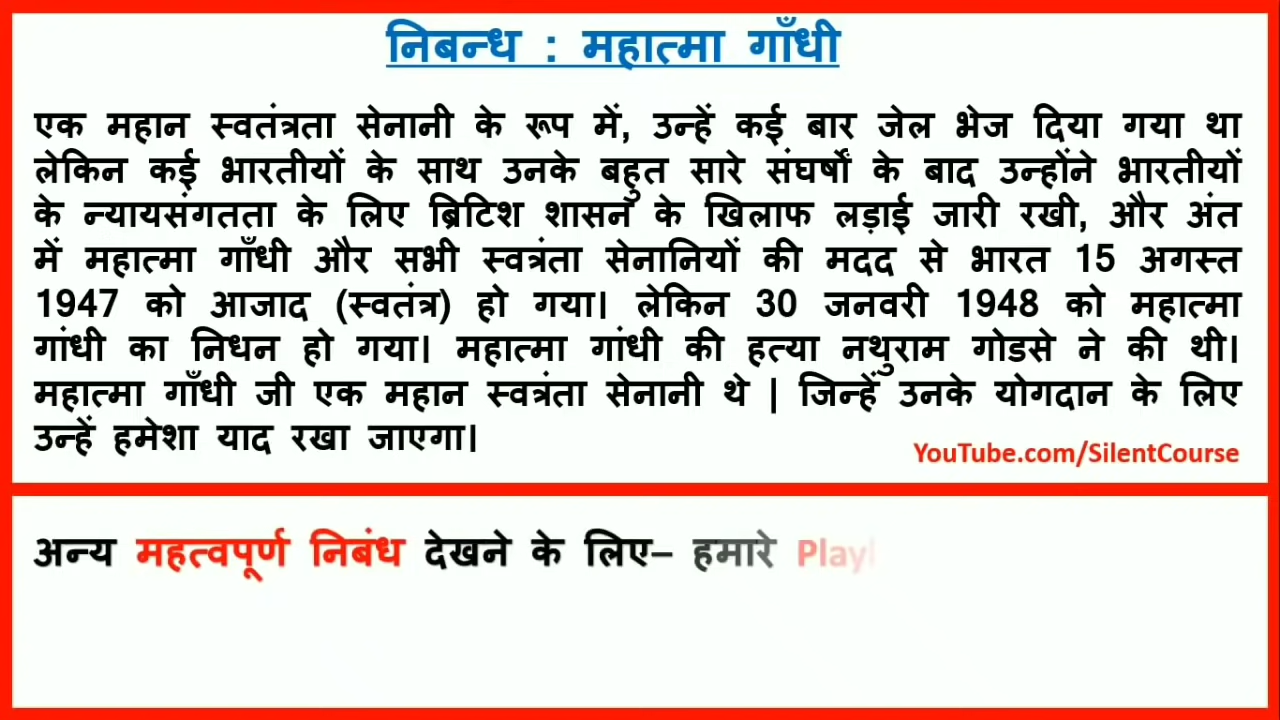 निबन्ध : महात्मा गाँधी
एक महान स्वतंत्रता सेनानी के रूप में, उन्हें कई बार जेल भेज दिया गया था
लेकिन कई भारतीयों के साथ उनके बहुत सारे संघर्षों के बाद उन्होंने भारतीयों
के न्यायसंगतता के लिए ब्रिटिश शासन के खिलाफ लड़ाई जारी रखी, और अंत
में महात्मा गाँधी और सभी स्वत्रंता सेनानियों की मदद से भारत 15 अगस्त
1947 को आजाद (स्वतंत्र) हो गया। लेकिन 30 जनवरी 1948 को महात्मा
गांधी का निधन हो गया। महात्मा गांधी की हत्या नथुराम गोडसे ने की थी।
महात्मा गाँधी जी एक महान स्वत्रंता सेनानी थे | जिन्हें उनके योगदान के लिए
उन्हें हमेशा याद रखा जाएगा।
YouTube.com/SilentCourse
अन्य महत्वपूर्ण निबंध देखने के लिए– हमारे